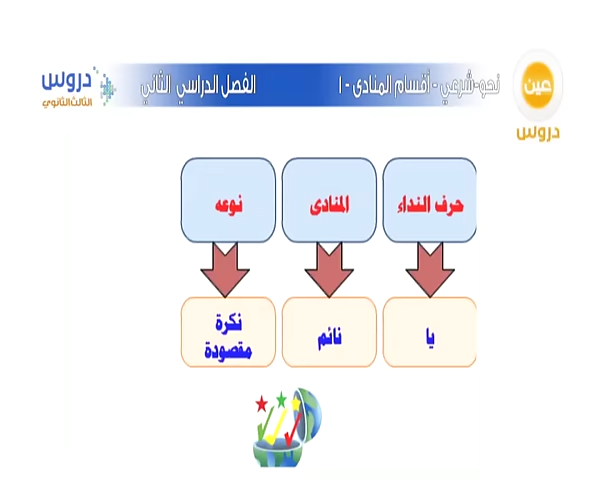 دروس
الثالث الثانوي
نحو-شرعي - أقسام المنادى - ١
الفصل الدراسي الثاني
عين
دروس
حرف النداء
المنادى
نوعه
يا
نائم
نكرة
مقصودة